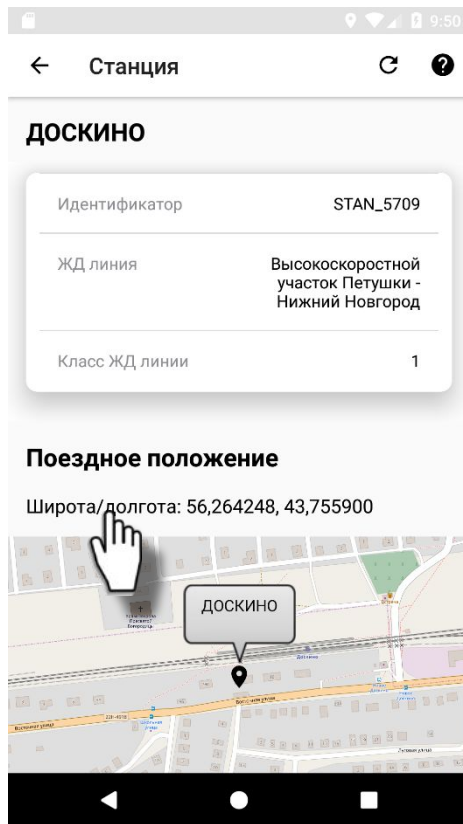 9:50
Станция
ДОСКИНО
Идентификатор
STAN_5709
ЖД линия
Высокоскоростной
участок Петушки -
Нижний Новгород
Класс ЖД линии
1
Поездное положение
Широта/долгота: 56,264248, 43,755900
ДОСКИНО